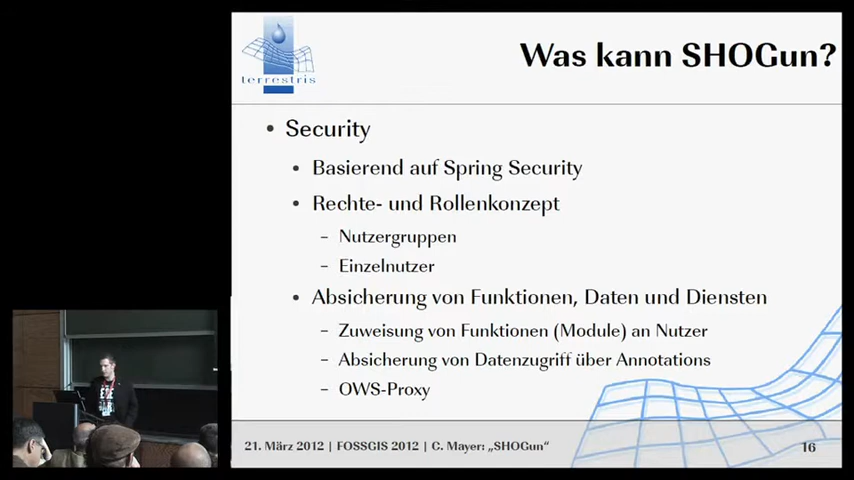 terrestris
Was kann SHOGun?
• Security
• Basierend auf Spring Security
• Rechte- und Rollenkonzept
– Nutzergruppen
– Einzelnutzer
• Absicherung von Funktionen, Daten und Diensten
– Zuweisung von Funktionen (Module) an Nutzer
– Absicherung von Datenzugriff über Annotations
– OWS-Proxy
21. März 2012 | FOSSGIS 2012 | C. Mayer: „SHOGun“
16